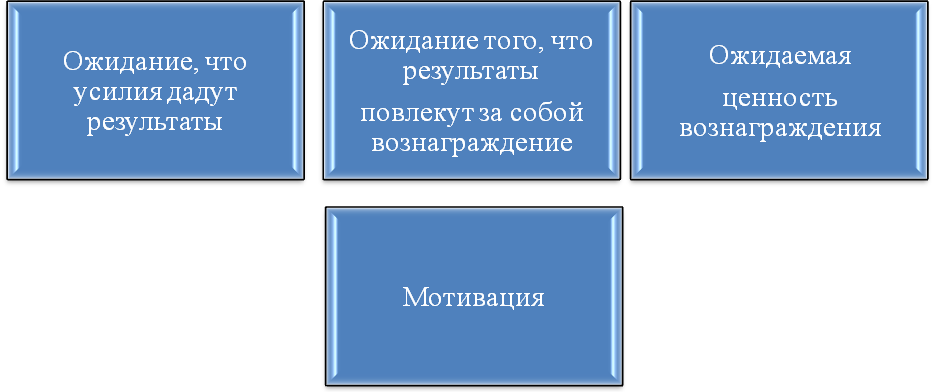 Ожидание, что
усилия дадут
результаты
Ожидание того, что
результаты
повлекут за собой
вознаграждение
Ожидаемая
ценность
вознаграждения
Мотивация